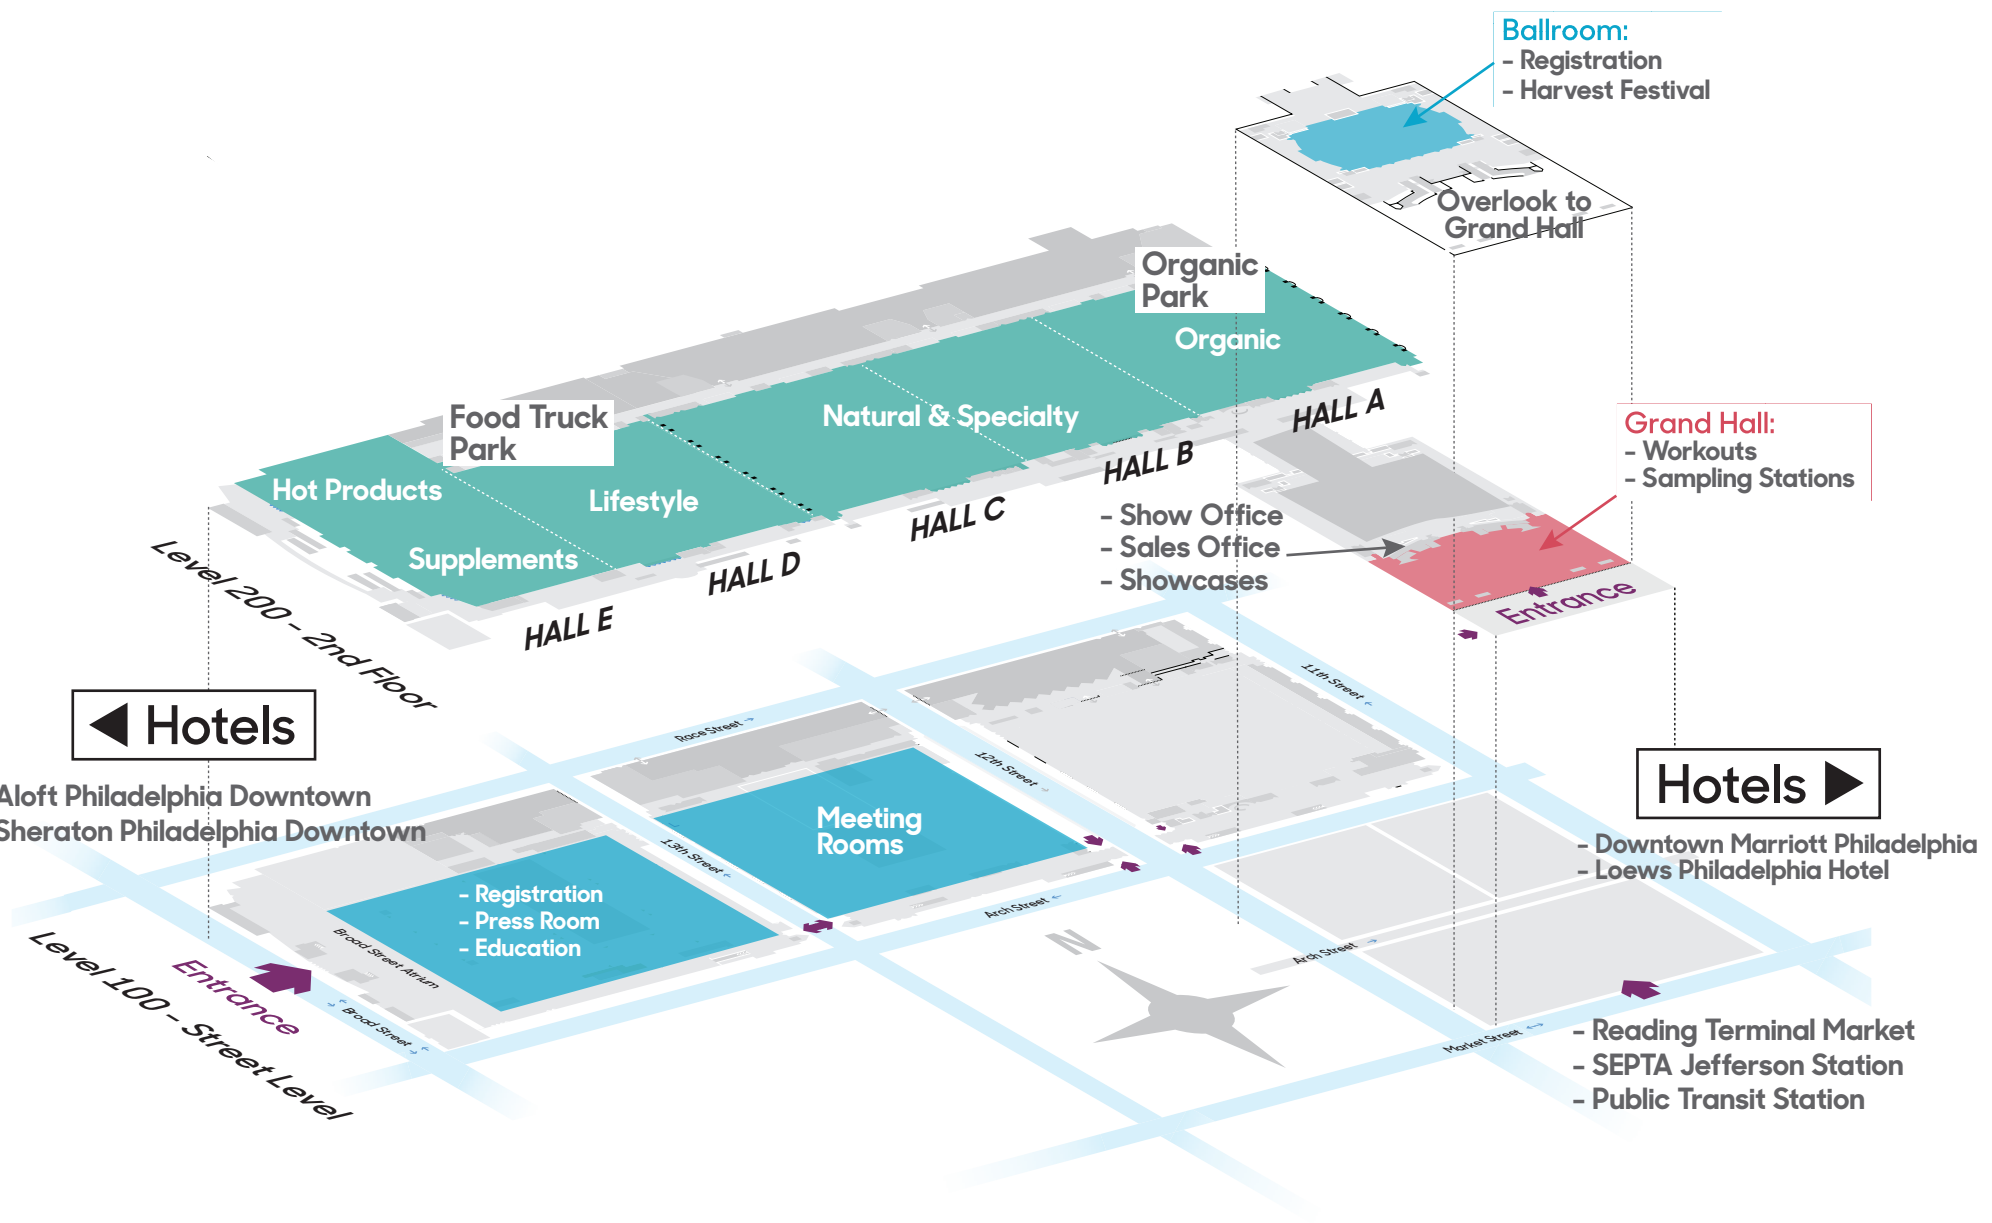 Ballroom:
- Registration
- Harvest Festival
Overlook to
Grand Hall
Organic
Park
Organic
Food Truck
Park
Natural & Specialty
Hot Products
Lifestyle
Supplements
HALL A
HALL B
HALL C
HALL D
HALL E
Grand Hall:
- Workouts
- Sampling Stations
- Show Office
- Sales Office
- Showcases
Entrance
Level 200 - 2nd Floor
Hotels
Aloft Philadelphia Downtown
Sheraton Philadelphia Downtown
Hotels
- Downtown Marriott Philadelphia
- Loews Philadelphia Hotel
Race Street
11th Street
12th Street
13th Street
Meeting
Rooms
- Registration
- Press Room
- Education
Broad Street Atrium
Arch Street
Arch Street
N
Entrance
Broad Street
Market Street
Level 100 - Street Level
- Reading Terminal Market
- SEPTA Jefferson Station
- Public Transit Station